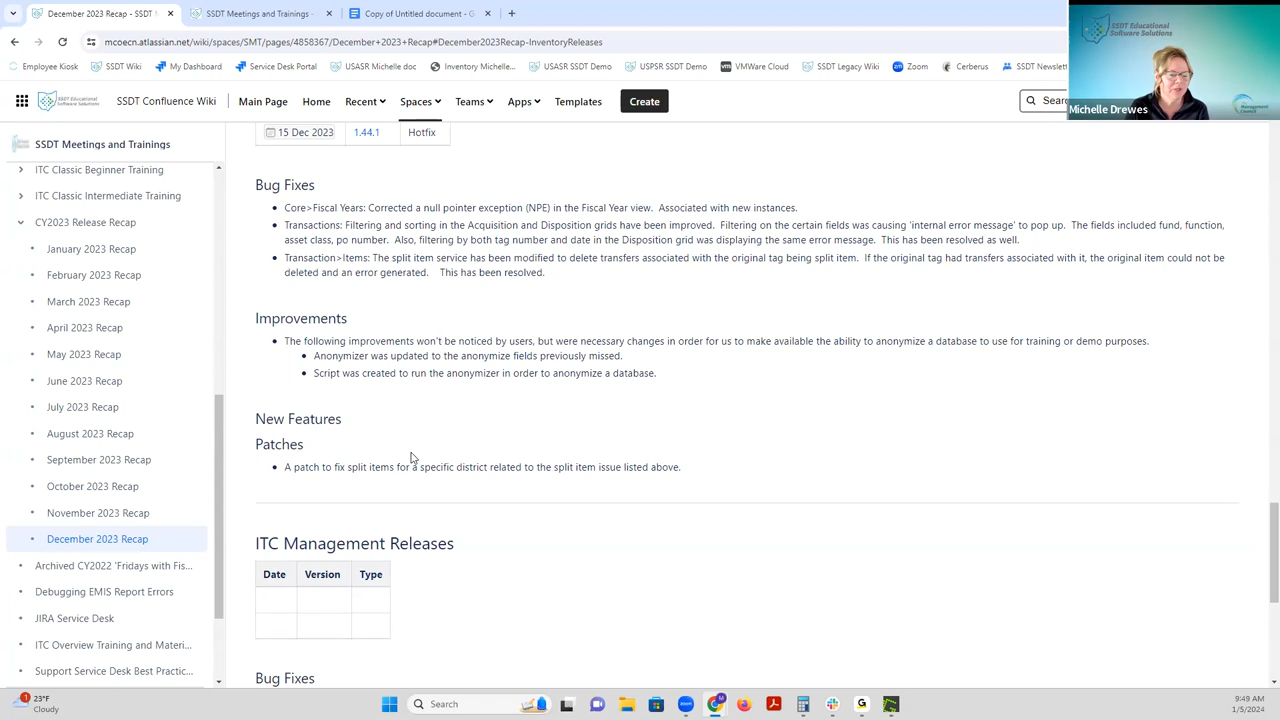 December 2023 Recap - SSDT M
SSDT Meetings and Trainings -
Copy of Untitled document - G
mcoecn.atlassian.net/wiki/spaces/SMT/pages/4858367/December+2023+Recap#December2023Recap-InventoryReleases
Employee Kiosk
SSDT Wiki
My Dashboard
Service Desk Portal
USASR Michelle doc
Inventory Michelle...
USASR SSDT Demo
USPSR SSDT Demo
VMWare Cloud
SSDT Legacy Wiki
Zoom
Cerberus
SSDT Newslet
SSDT Educational
Software Solutions
Management
Council
Michelle Drewes
SSDT Confluence Wiki
Main Page
Home
Recent
Spaces
Teams
Apps
Templates
Create
Sear
SSDT Meetings and Trainings
ITC Classic Beginner Training
ITC Classic Intermediate Training
CY2023 Release Recap
January 2023 Recap
February 2023 Recap
March 2023 Recap
April 2023 Recap
May 2023 Recap
June 2023 Recap
July 2023 Recap
August 2023 Recap
September 2023 Recap
October 2023 Recap
November 2023 Recap
December 2023 Recap
Archived CY2022 'Fridays with Fis...
Debugging EMIS Report Errors
JIRA Service Desk
ITC Overview Training and Materi...
Support Service Desk Best Practic...
15 Dec 2023 1.44.1 Hotfix
Bug Fixes
Core>Fiscal Years: Corrected a null pointer exception (NPE) in the Fiscal Year view. Associated with new instances.
Transactions: Filtering and sorting in the Acquisition and Disposition grids have been improved. Filtering on the certain fields was causing 'internal error message' to pop up. The fields included fund, function,
asset class, po number. Also, filtering by both tag number and date in the Disposition grid was displaying the same error message. This has been resolved as well.
Transaction>Items: The split item service has been modified to delete transfers associated with the original tag being split item. If the original tag had transfers associated with it, the original item could not be
deleted and an error generated. This has been resolved.
Improvements
The following improvements won't be noticed by users, but were necessary changes in order for us to make available the ability to anonymize a database to use for training or demo purposes.
Anonymizer was updated to the anonymize fields previously missed.
Script was created to run the anonymizer in order to anonymize a database.
New Features
Patches
A patch to fix split items for a specific district related to the split item issue listed above.
ITC Management Releases
Date Version Type
Bug Fixes
1
23°F
Cloudy
Search
9:49 AM
1/5/2024